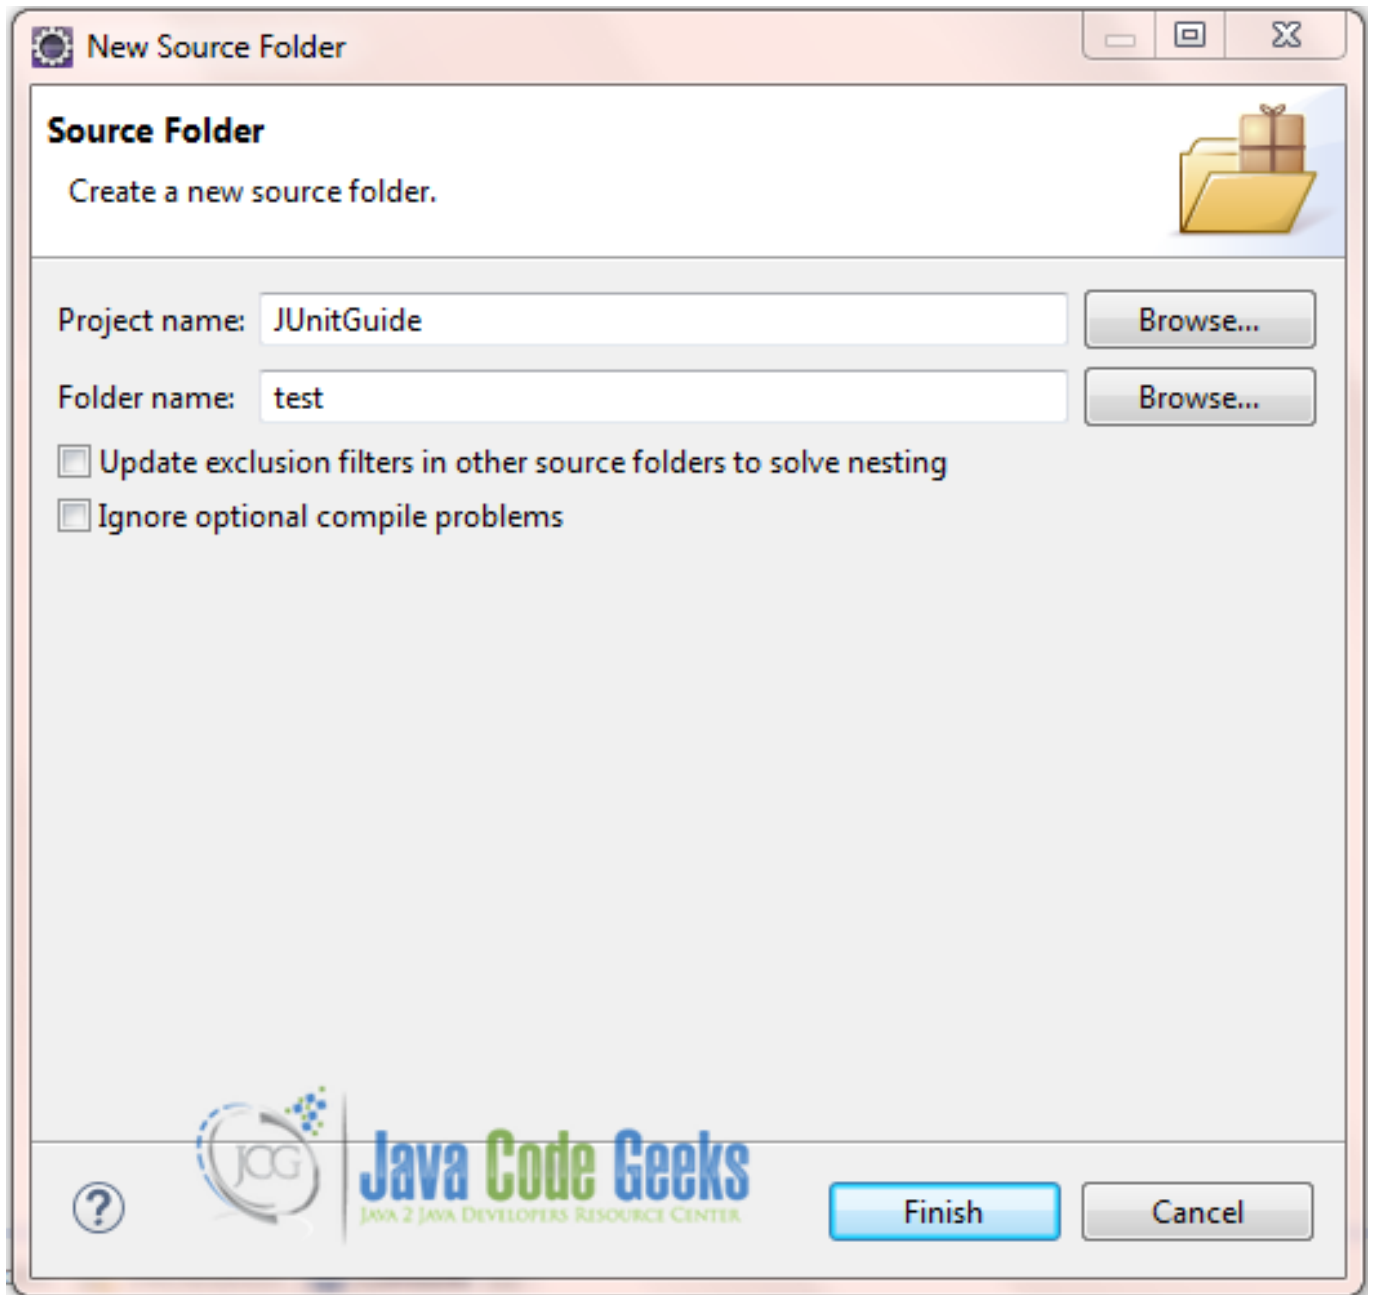 New Source Folder
Source Folder
Create a new source folder.
Project name: JUnitGuide Browse...
Folder name: test Browse...
Update exclusion filters in other source folders to solve nesting
Ignore optional compile problems
JCG
Java Code Geeks
JAVA 2 JAVA DEVELOPERS RESOURCE CENTER
? Finish Cancel